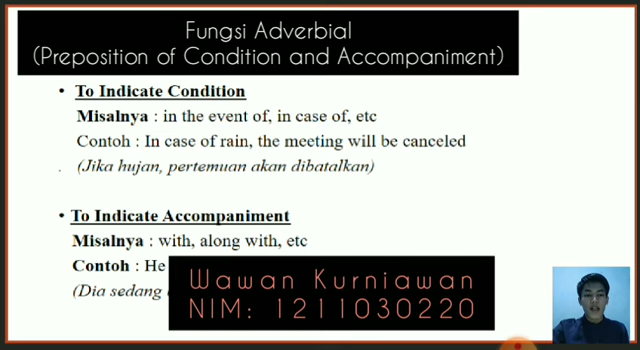 Fungsi Adverbial
(Preposition of Condition and Accompaniment)
• To Indicate Condition
Misalnya : in the event of, in case of, etc
Contoh : In case of rain, the meeting will be canceled
. (Jika hujan, pertemuan akan dibatalkan)
• To Indicate Accompaniment
Misalnya : with, along with, etc
Contoh : He
(Dia sedang
Wawan Kurniawan
NIM: 1211030220